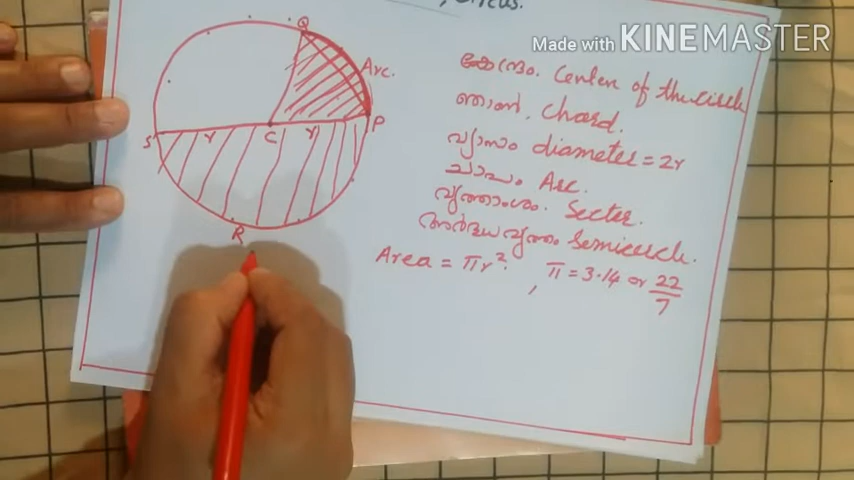 Made with KINEMASTER
Q
Arc.
S
r
C
r
P
R
കേന്ദ്രം. Center of the circle
ഞാൺ. Chord.
വ്യാസം diameter = 2r
ചാപം Arc.
വൃത്താംശം. Secter.
അർദ്ധവൃത്തം Semicircle.
Area = πr².
, π = 3.14 or 22/7